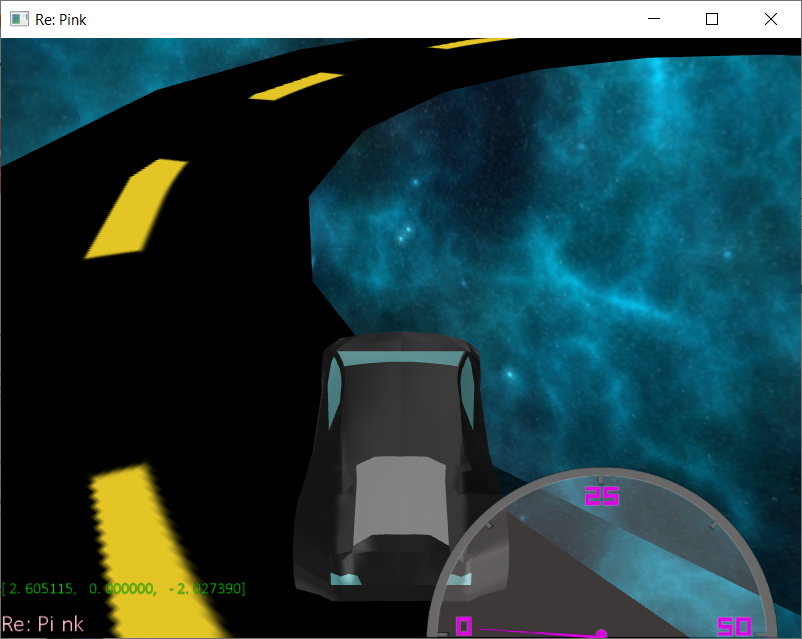 Re: Pink
25
[ 2. 605115, 0. 000000, - 2. 027390]
Re: Pi nk
0
50